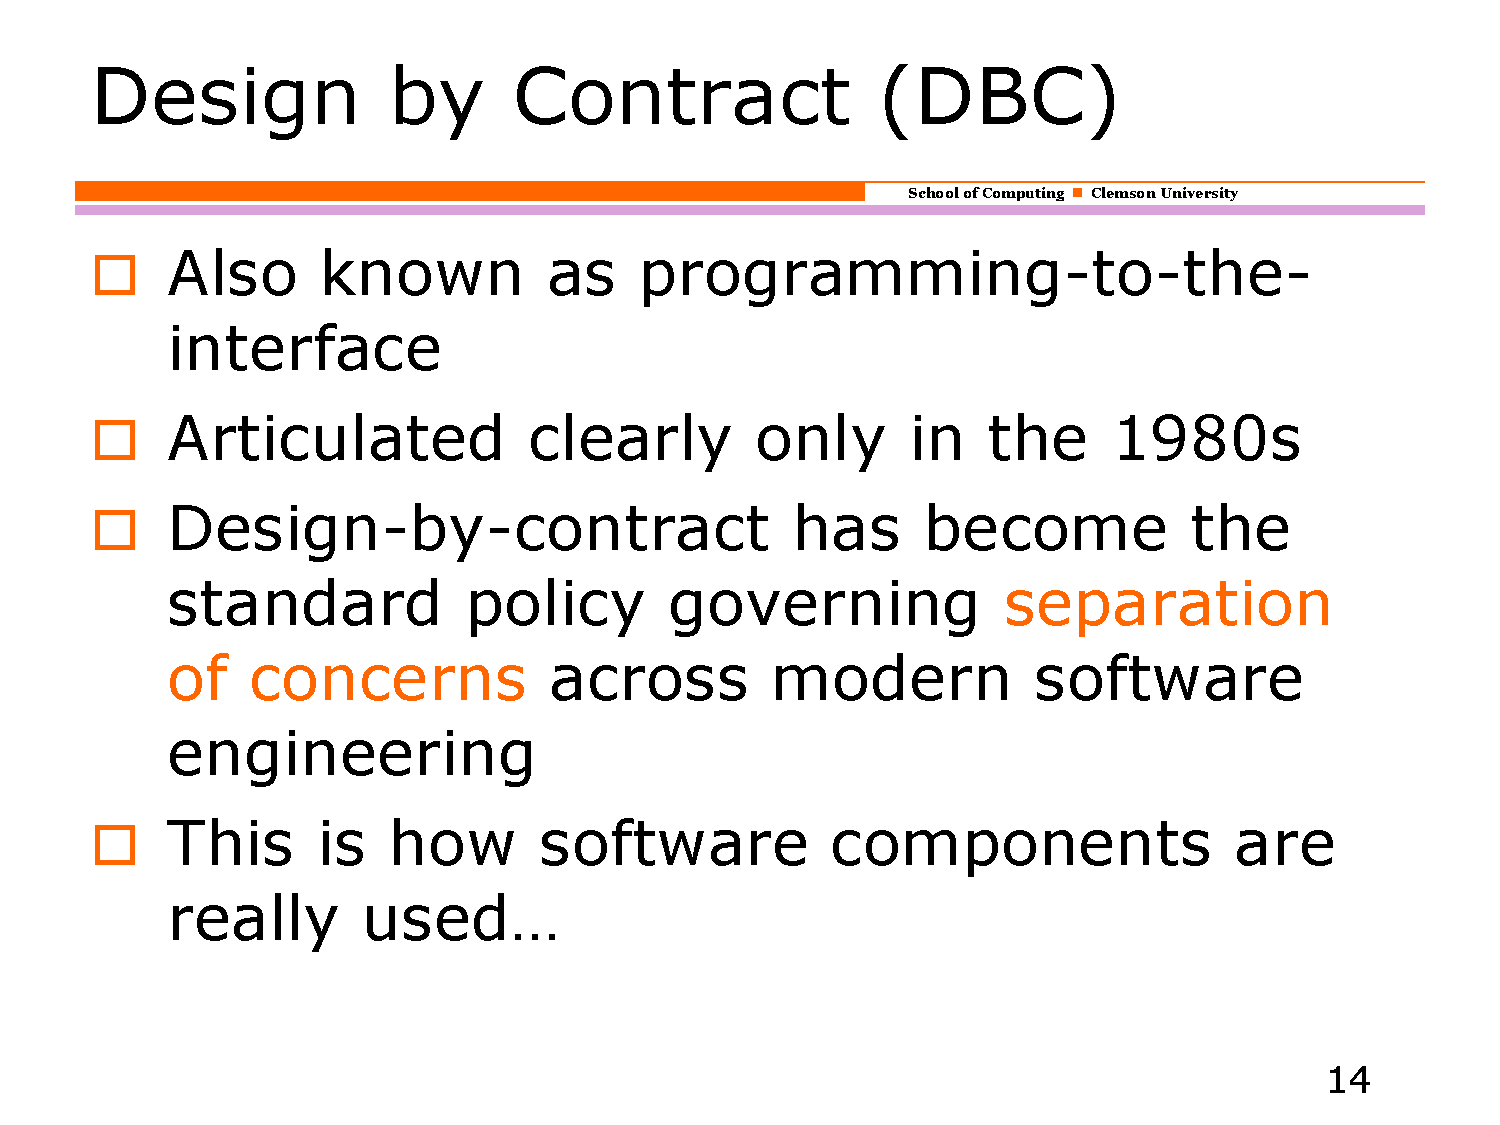 Design by Contract (DBC)
School of Computing ■ Clemson University
□ Also known as programming-to-the-
interface
□ Articulated clearly only in the 1980s
□ Design-by-contract has become the
standard policy governing separation
of concerns across modern software
engineering
□ This is how software components are
really used…
14